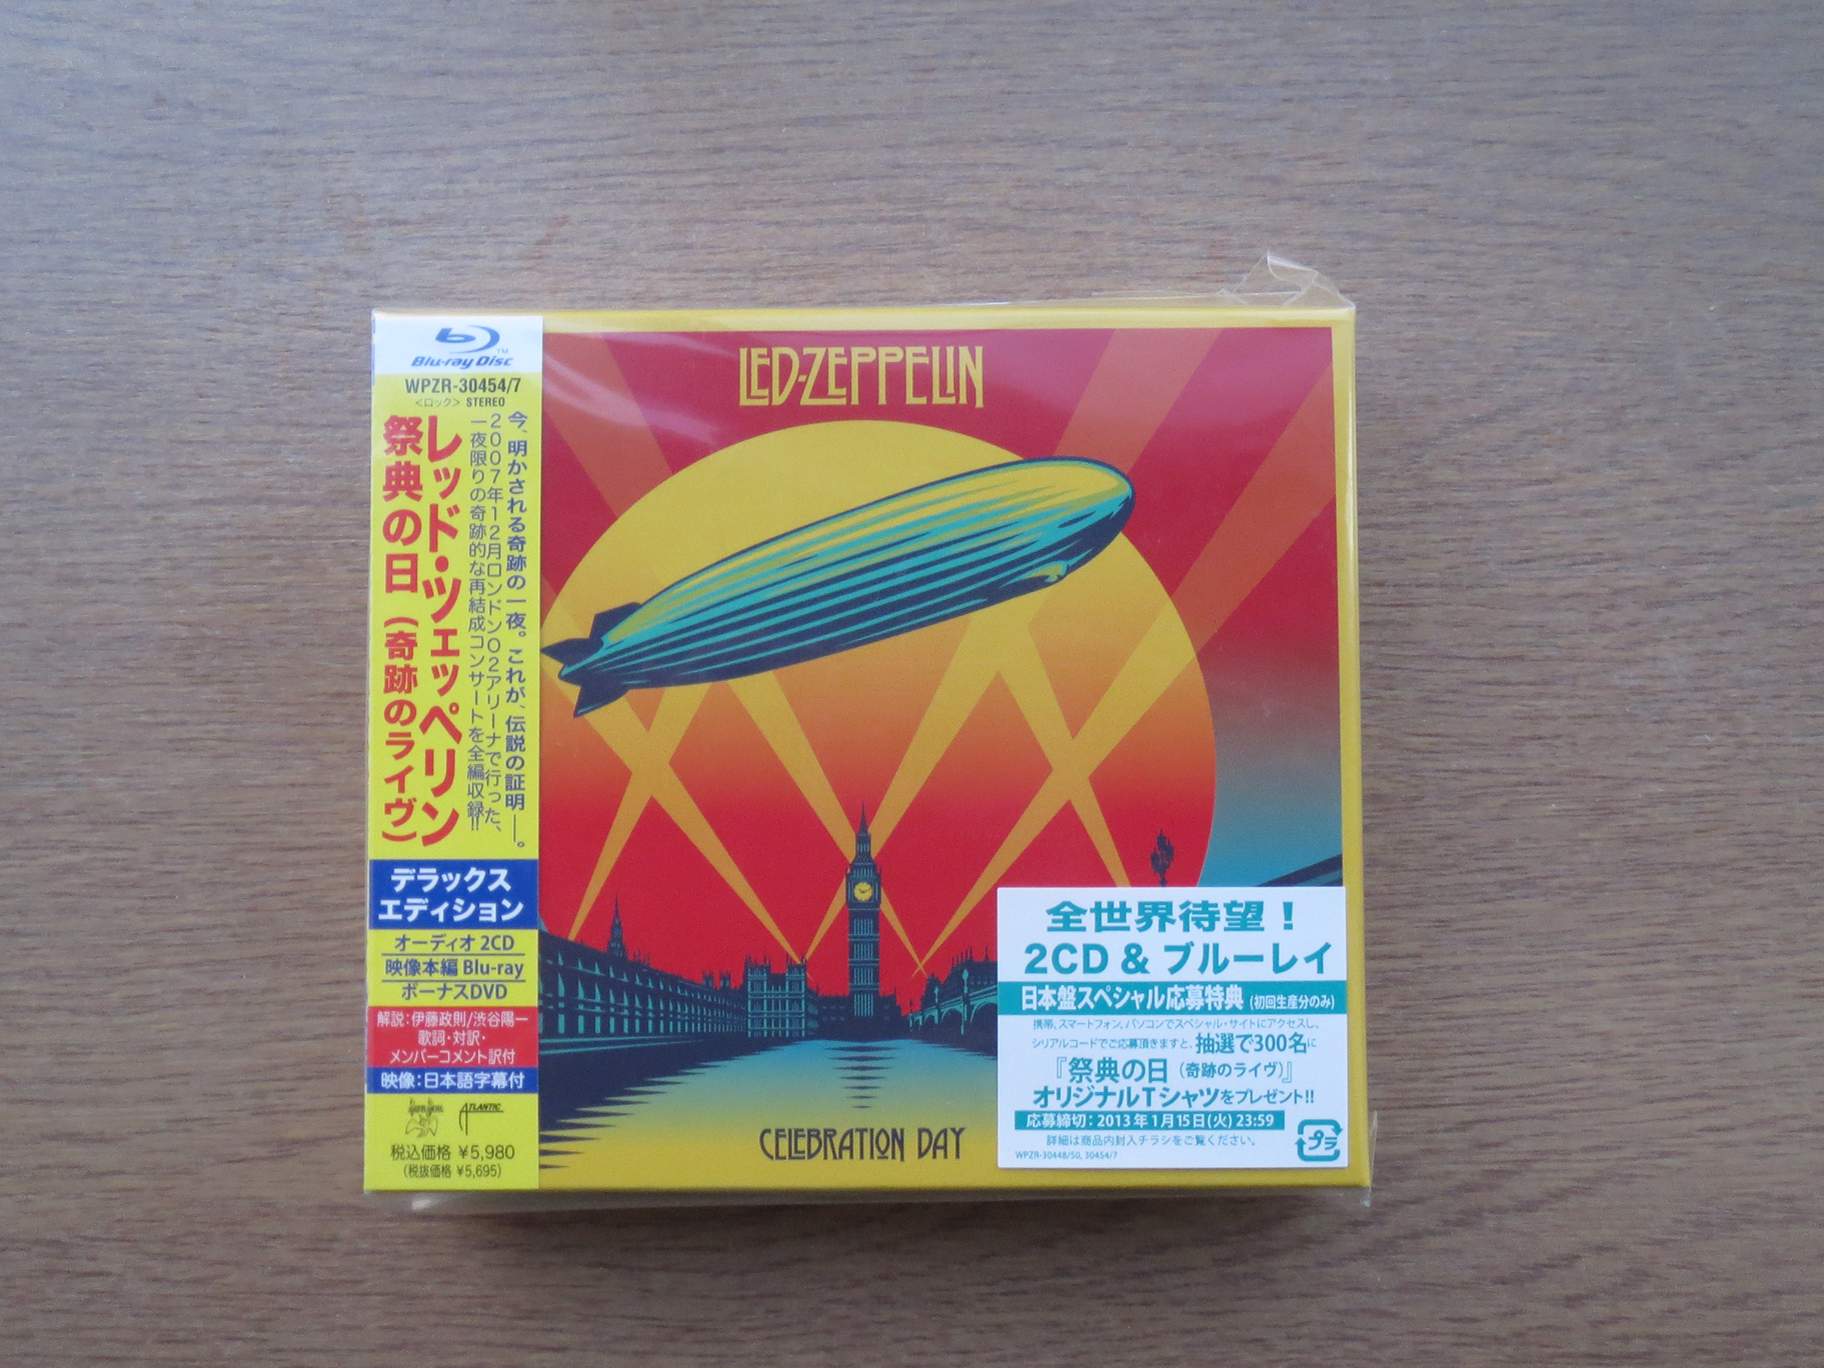 Blu-ray Disc
TM
WPZR-30454/7
<ロック> STEREO
今、明かされる奇跡の一夜。これが、伝説の証明――。
2007年12月ロンドンO2アリーナで行った、
一夜限りの奇跡的な再結成コンサートを全編収録!!
レッド・ツェッペリン
祭典の日（奇跡のライヴ）
デラックス
エディション
オーディオ 2CD
映像本編 Blu-ray
ボーナスDVD
解説：伊藤政則/渋谷陽一
歌詞・対訳・
メンバーコメント訳付
映像：日本語字幕付
ATLANTIC
税込価格 ¥5,980
(税抜価格 ¥5,695)
LED-ZEPPELIN
CELEBRATION DAY
全世界待望！
2CD & ブルーレイ
日本盤スペシャル応募特典 (初回生産分のみ)
携帯、スマートフォン、パソコンでスペシャル・サイトにアクセスし、
シリアルコードでご応募頂きますと、抽選で300名に
『祭典の日（奇跡のライヴ）』
オリジナルTシャツをプレゼント!!
応募締切：2013年1月15日(火) 23:59
詳細は商品内封入チラシをご覧ください。
WPZR-30448/50, 30454/7
プラ